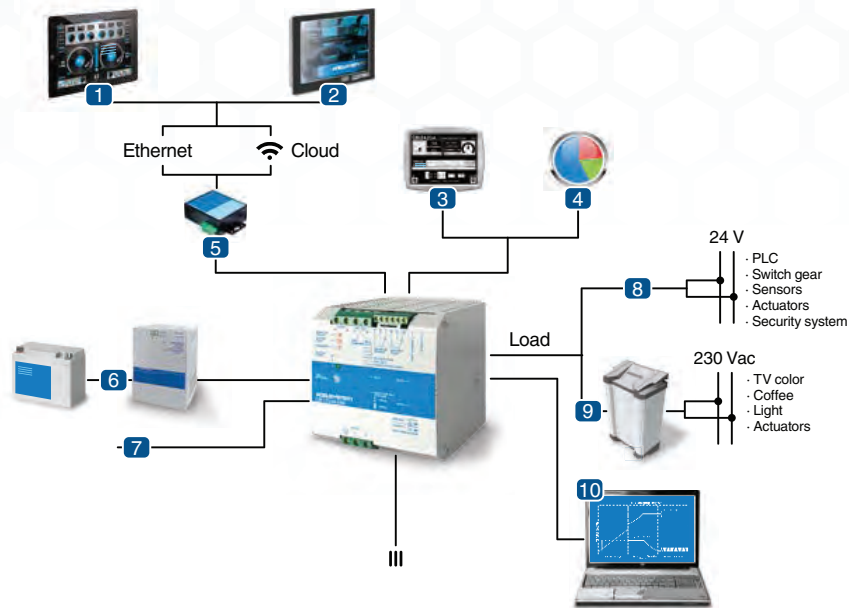 1
2
Ethernet
Cloud
3
4
5
24 V
· PLC
· Switch gear
· Sensors
· Actuators
· Security system
8
Load
6
230 Vac
· TV color
· Coffee
· Light
· Actuators
9
7
10